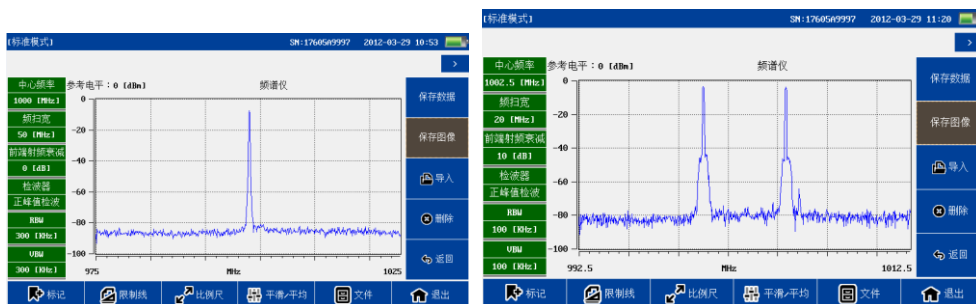 [标准模式]
SN:17605A9997 2012-03-29 10:53
>
中心频率
1000 [MHz]
频扫宽
50 [MHz]
前端射频衰减
0 [dB]
检波器
正峰值检波
RBW
300 [KHz]
VBW
300 [KHz]
参考电平：0 [dBm]
频谱仪
0
-20
-40
-60
-80
-100
975
MHz
1025
保存数据
保存图像
导入
删除
返回
标记
限制线
比例尺
平滑/平均
文件
退出
[标准模式]
SN:17605A9997 2012-03-29 11:20
>
中心频率
1002.5 [MHz]
频扫宽
20 [MHz]
前端射频衰减
10 [dB]
检波器
正峰值检波
RBW
100 [KHz]
VBW
100 [KHz]
参考电平：0 [dBm]
频谱仪
0
-20
-40
-60
-80
-100
992.5
MHz
1012.5
保存数据
保存图像
导入
删除
返回
标记
限制线
比例尺
平滑/平均
文件
退出